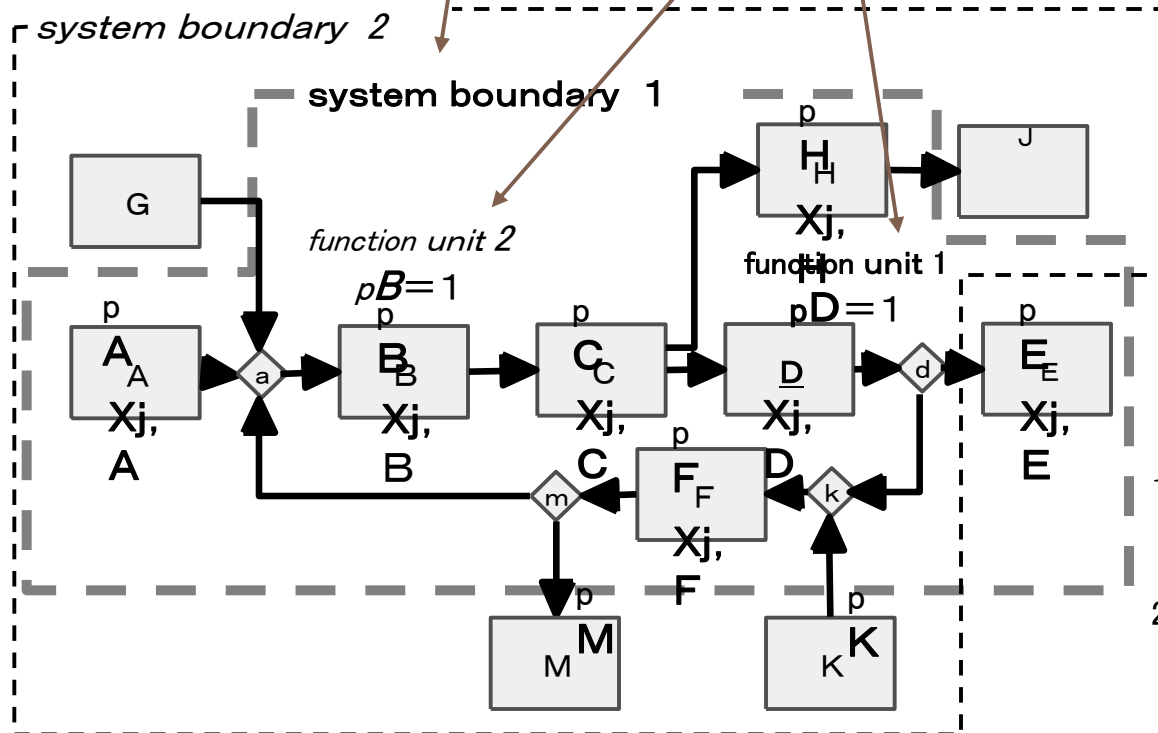 system boundary 2
system boundary 1
p
H
H
Xj,
H
J
G
function unit 2
pB=1
function unit 1
pD=1
p
A
A
Xj,
A
a
p
B
B
Xj,
B
p
C
C
Xj,
C
p
D
Xj,
D
d
p
E
E
Xj,
E
m
p
F
F
Xj,
F
k
p
M
M
p
K
K